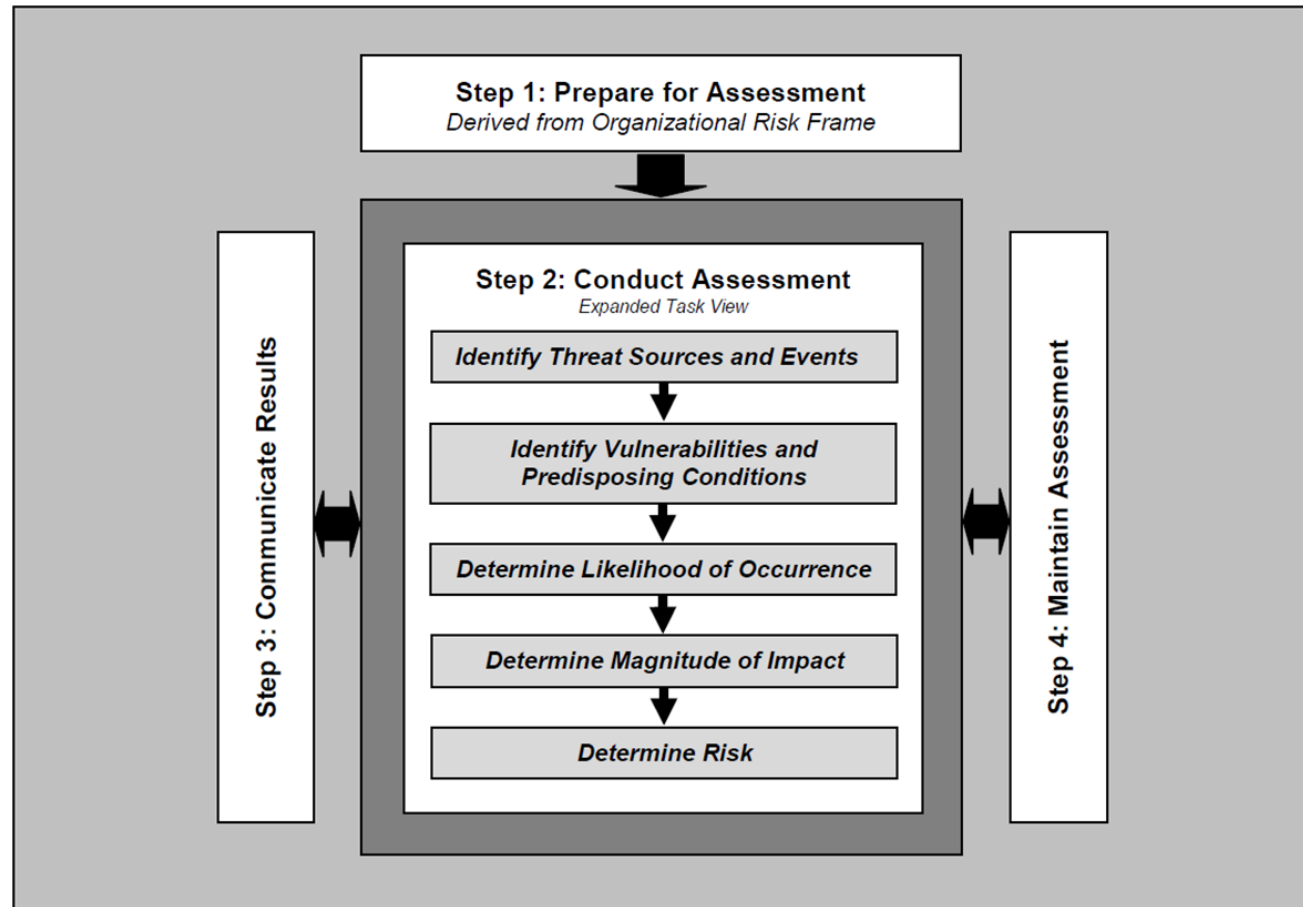 Step 1: Prepare for Assessment
Derived from Organizational Risk Frame
Step 2: Conduct Assessment
Expanded Task View
Identify Threat Sources and Events
Identify Vulnerabilities and
Predisposing Conditions
Determine Likelihood of Occurrence
Determine Magnitude of Impact
Determine Risk
Step 3: Communicate Results
Step 4: Maintain Assessment